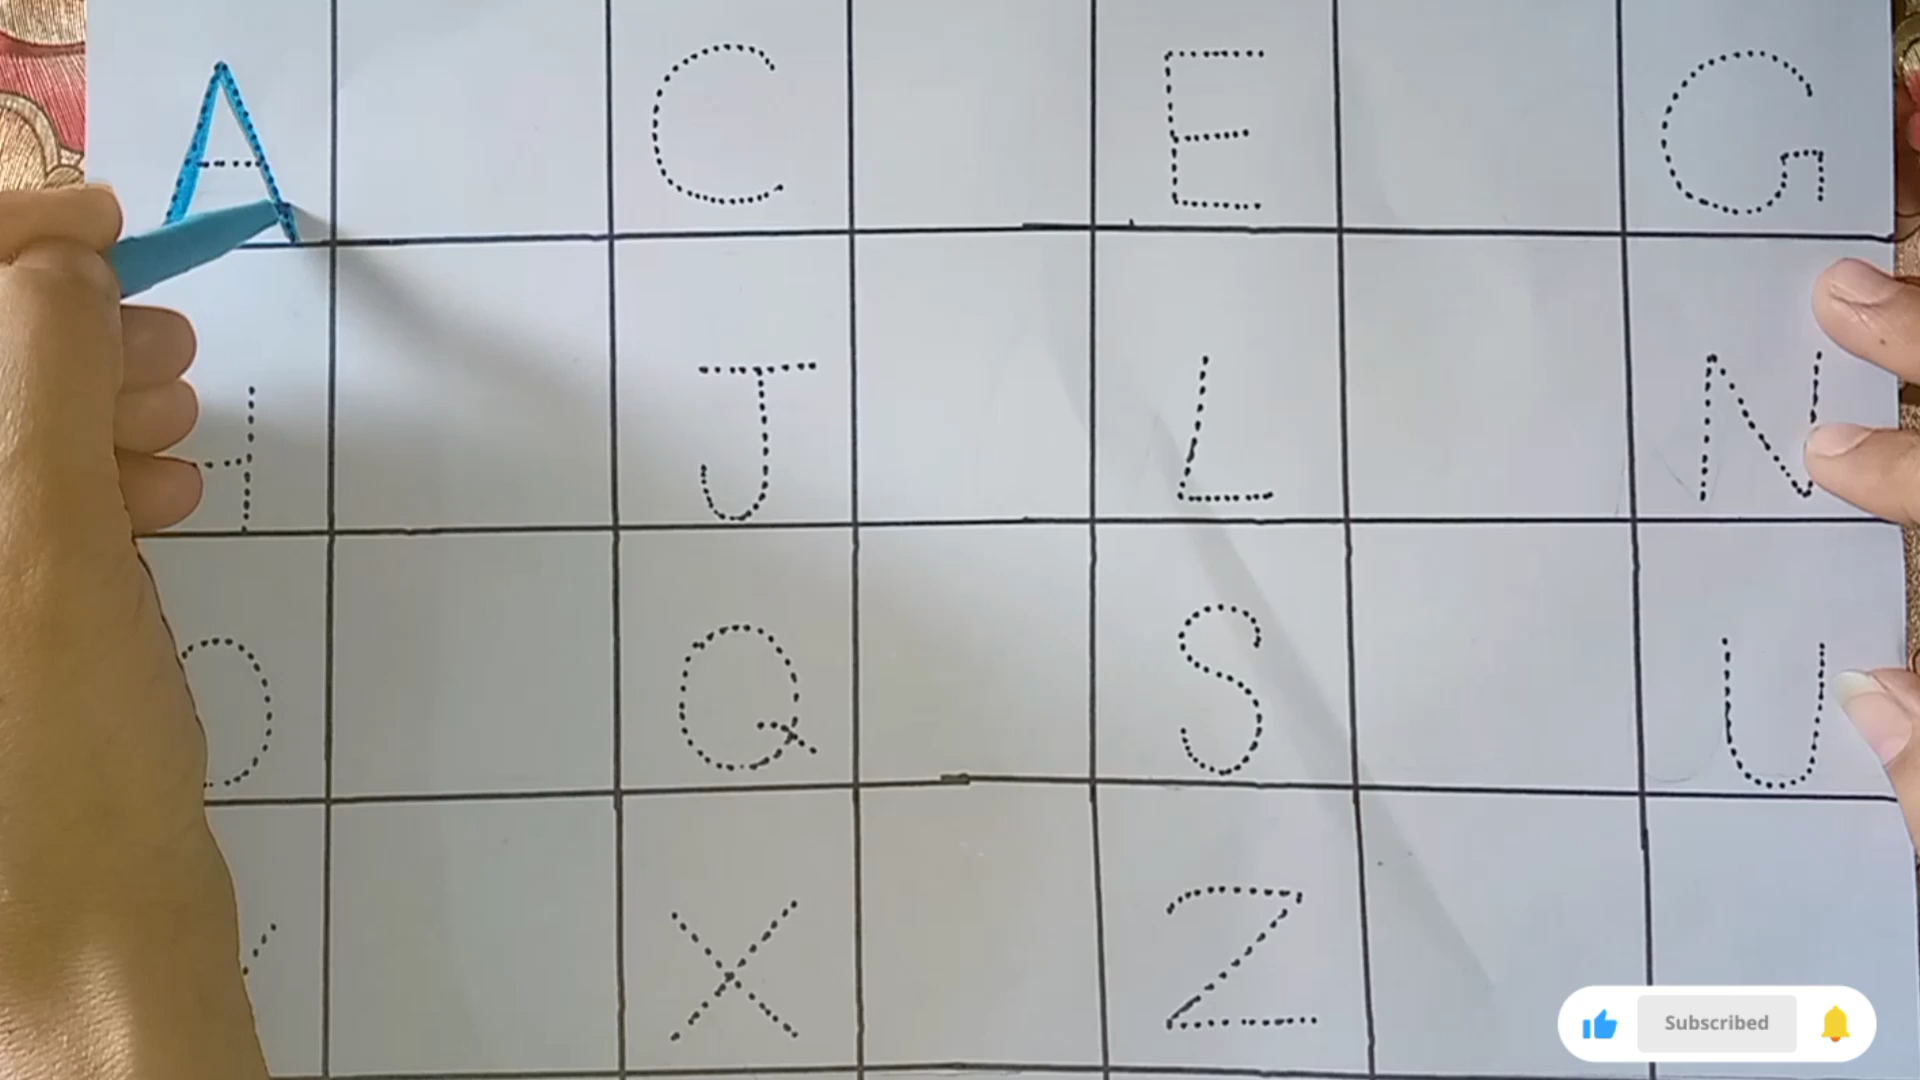 A C E G
H J L N
O Q S U
X Z
Subscribed